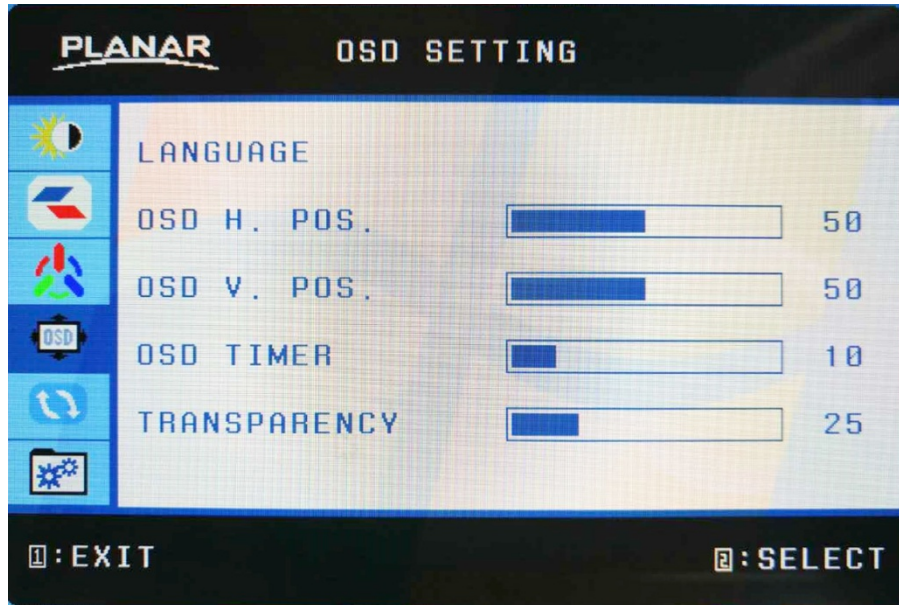 PLANAR OSD SETTING
LANGUAGE
OSD H. POS. 50
OSD V. POS. 50
OSD TIMER 10
TRANSPARENCY 25
OSD
1:EXIT 2:SELECT